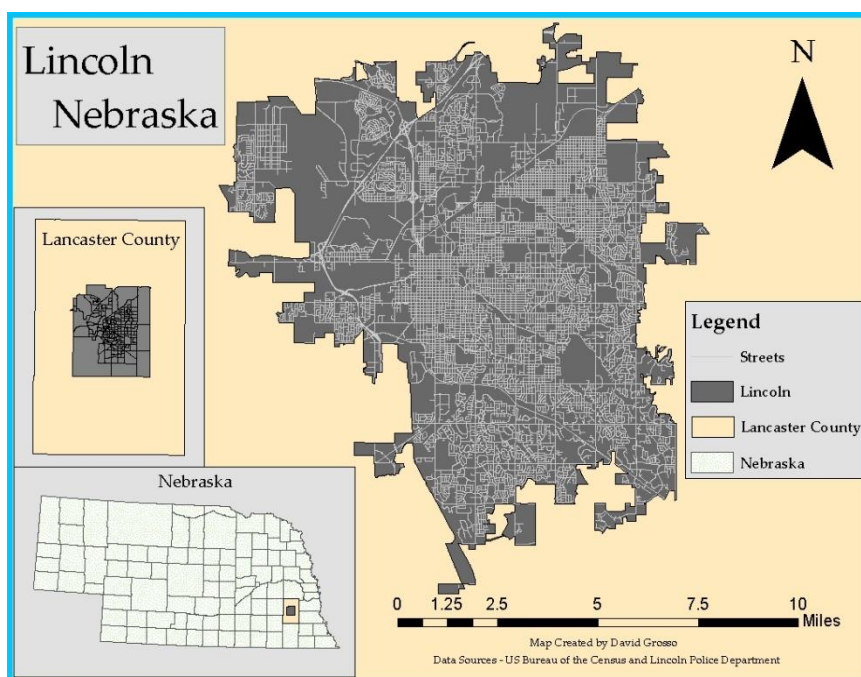 Lincoln
Nebraska
N
Lancaster County
Legend
Streets
Lincoln
Lancaster County
Nebraska
Nebraska
0 1.25 2.5 5 7.5 10
Miles
Map Created by David Grosso
Data Sources - US Bureau of the Census and Lincoln Police Department